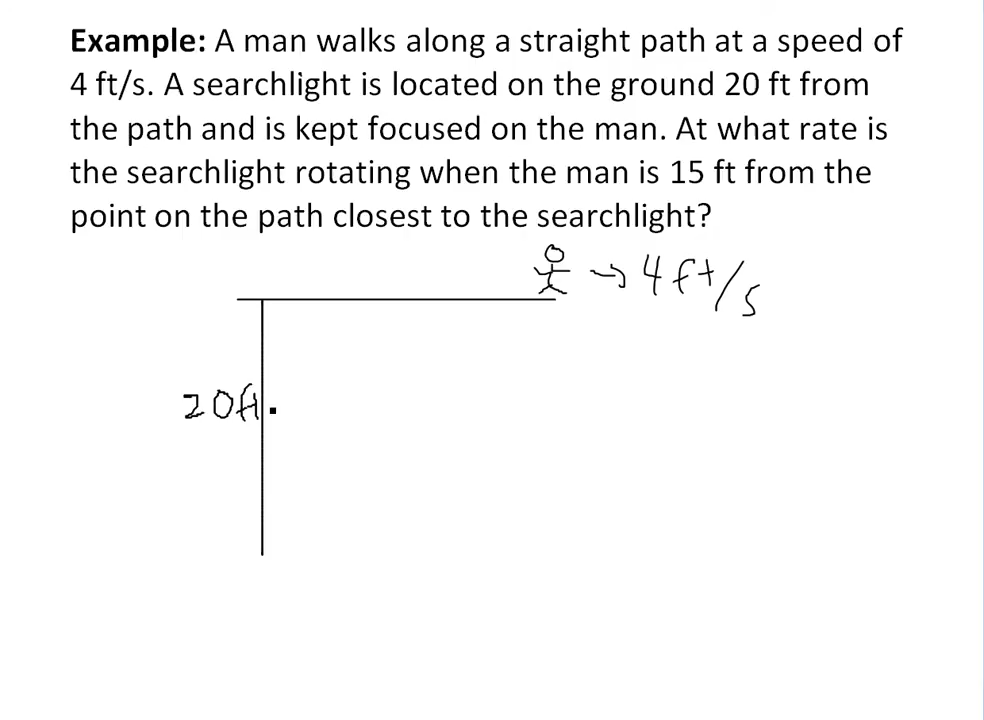 Example: A man walks along a straight path at a speed of
4 ft/s. A searchlight is located on the ground 20 ft from
the path and is kept focused on the man. At what rate is
the searchlight rotating when the man is 15 ft from the
point on the path closest to the searchlight?
→ 4 ft/s
20ft